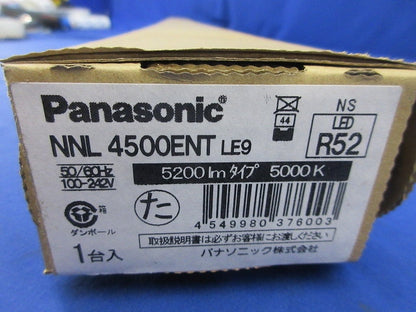 Panasonic®
NS
44
LED
R52
NNL 4500ENT LE9
50/60Hz
100-242V
5200 lm タイプ 5000K
た
箱
ダンボール
4 549980 376003
取扱説明書は必ずお客様にお渡しください
1台入
パナソニック株式会社